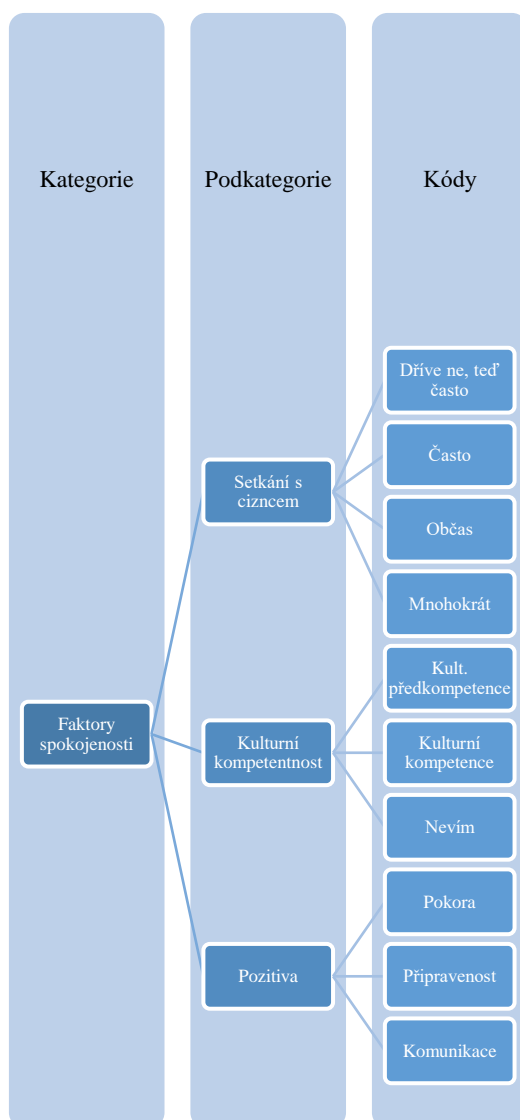 Kategorie
Podkategorie
Kódy
Faktory
spokojenosti
Setkání s
cizncem
Dříve ne, teď
často
Často
Občas
Mnohokrát
Kulturní
kompetentnost
Kult.
předkompetence
Kulturní
kompetence
Nevím
Pozitiva
Pokora
Připravenost
Komunikace